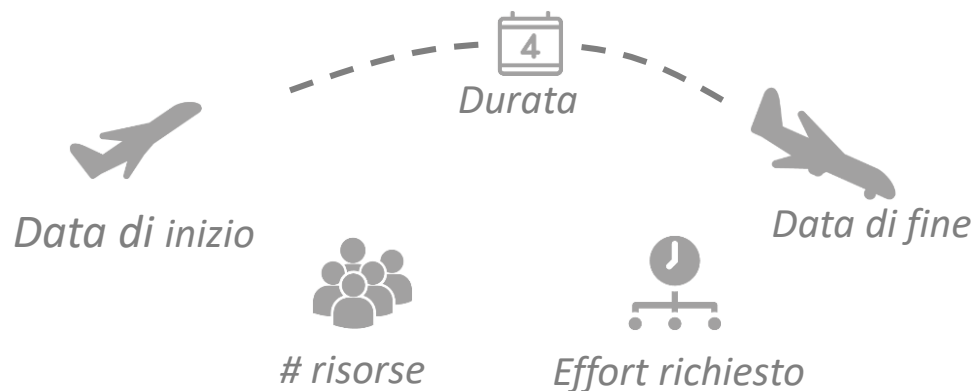 4
Durata
Data di inizio
Data di fine
# risorse
Effort richiesto